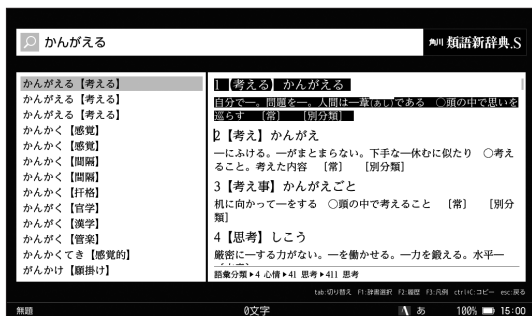 かんがえる
角川 類語新辞典.S
かんがえる【考える】
かんがえる【考える】
かんがえる【考える】
かんかく【感覚】
かんかく【感覚】
かんかく【間隔】
かんかく【間隔】
かんかく【扞格】
かんがく【官学】
かんがく【漢学】
かんがく【管楽】
かんかくてき【感覚的】
がんかけ【願掛け】
1【考える】かんがえる
自分で―。問題を―。人間は―葦(あし)である　○頭の中で思いを
巡らす　［常］　［別分類］
2【考え】かんがえ
―にふける。―がまとまらない。下手な―休むに似たり　○考え
ること。考えた内容　［常］　［別分類］
3【考え事】かんがえごと
机に向かって―をする　○頭の中で考えること　［常］　［別分
類］
4【思考】しこう
厳密に―する力がない。―を働かせる。―力を鍛える。水平―
語彙分類▶4 心情▶41 思考▶411 思考
tab:切り替え F1:辞書選択 F2:履歴 F3:凡例 ctrl+C:コピー esc:戻る
無題
0文字
あ
100%
15:00